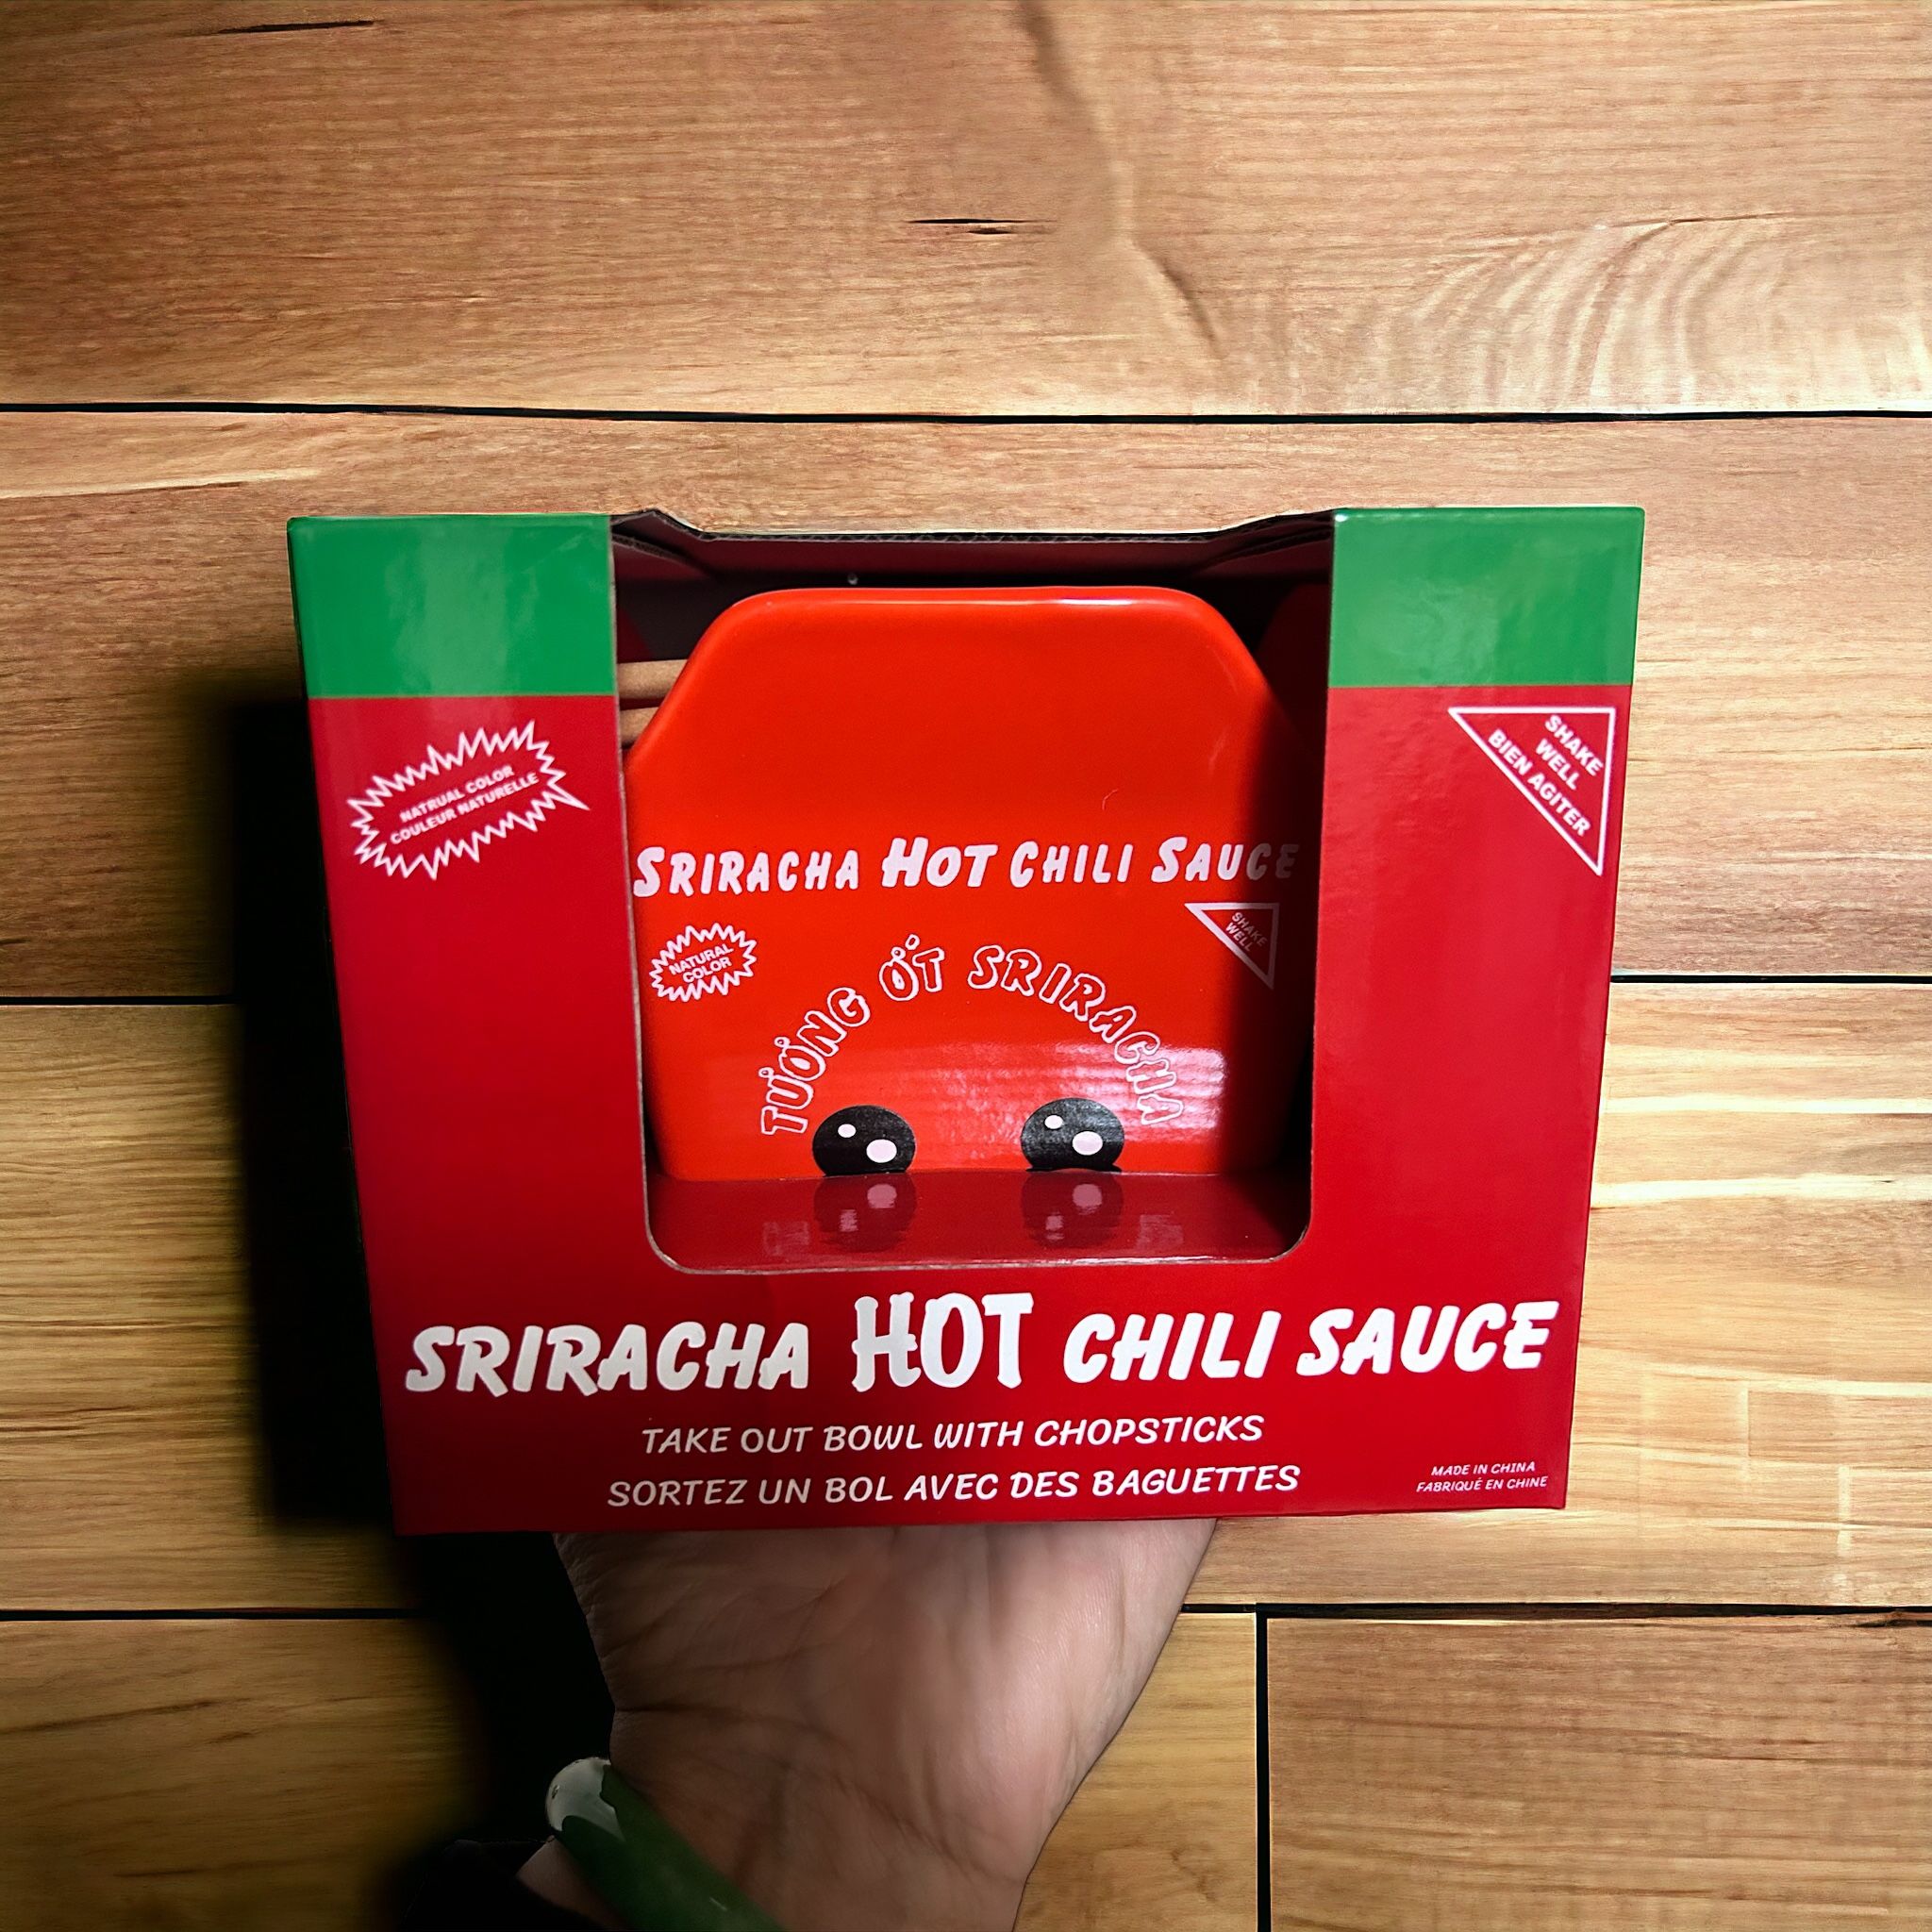 NATRUAL COLOR
COULEUR NATURELLE
SHAKE
WELL
BIEN AGITER
SRIRACHA HOT CHILI SAUCE
NATURAL
COLOR
SHAKE
WELL
TƯƠNG ỚT SRIRACHA
SRIRACHA HOT CHILI SAUCE
TAKE OUT BOWL WITH CHOPSTICKS
SORTEZ UN BOL AVEC DES BAGUETTES
MADE IN CHINA
FABRIQUÉ EN CHINE